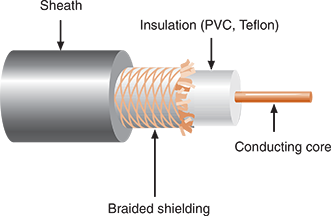 Sheath
Insulation (PVC, Teflon)
Conducting core
Braided shielding